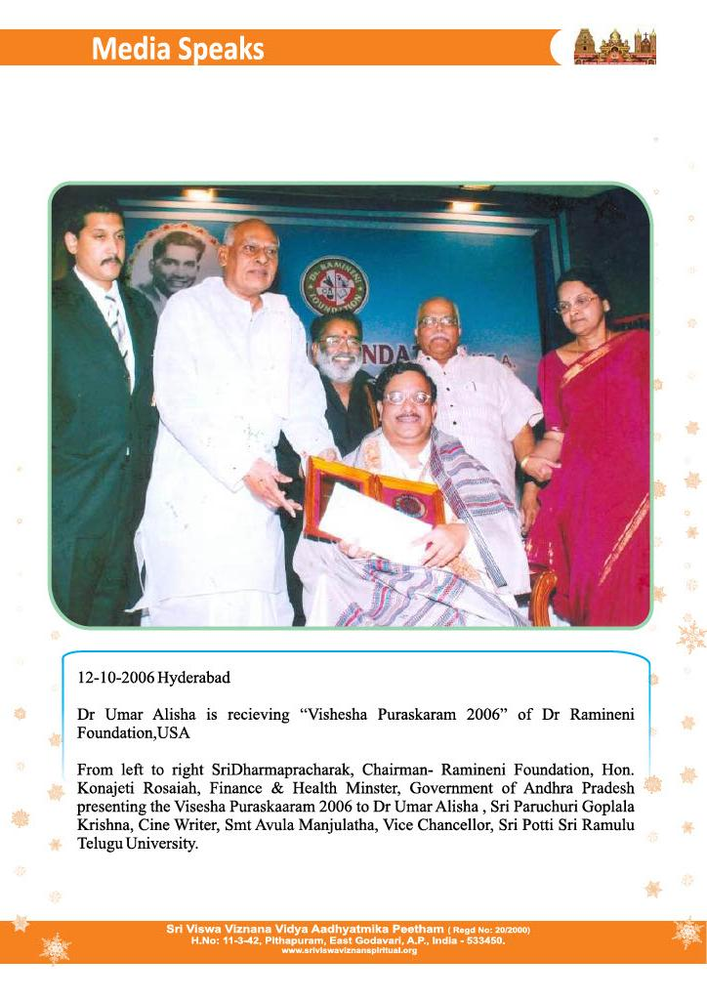 Media Speaks
DR. RAMINENI
FOUNDATION
12-10-2006 Hyderabad
Dr Umar Alisha is recieving “Vishesha Puraskaram 2006” of Dr Ramineni
Foundation,USA
From left to right SriDharmapracharak, Chairman- Ramineni Foundation, Hon.
Konajeti Rosaiah, Finance & Health Minster, Government of Andhra Pradesh
presenting the Visesha Puraskaaram 2006 to Dr Umar Alisha , Sri Paruchuri Goplala
Krishna, Cine Writer, Smt Avula Manjulatha, Vice Chancellor, Sri Potti Sri Ramulu
Telugu University.
Sri Viswa Viznana Vidya Aadhyatmika Peetham ( Regd No: 20/2000)
H.No: 11-3-42, Pithapuram, East Godavari, A.P., India - 533450.
www.sriviswaviznanspiritual.org